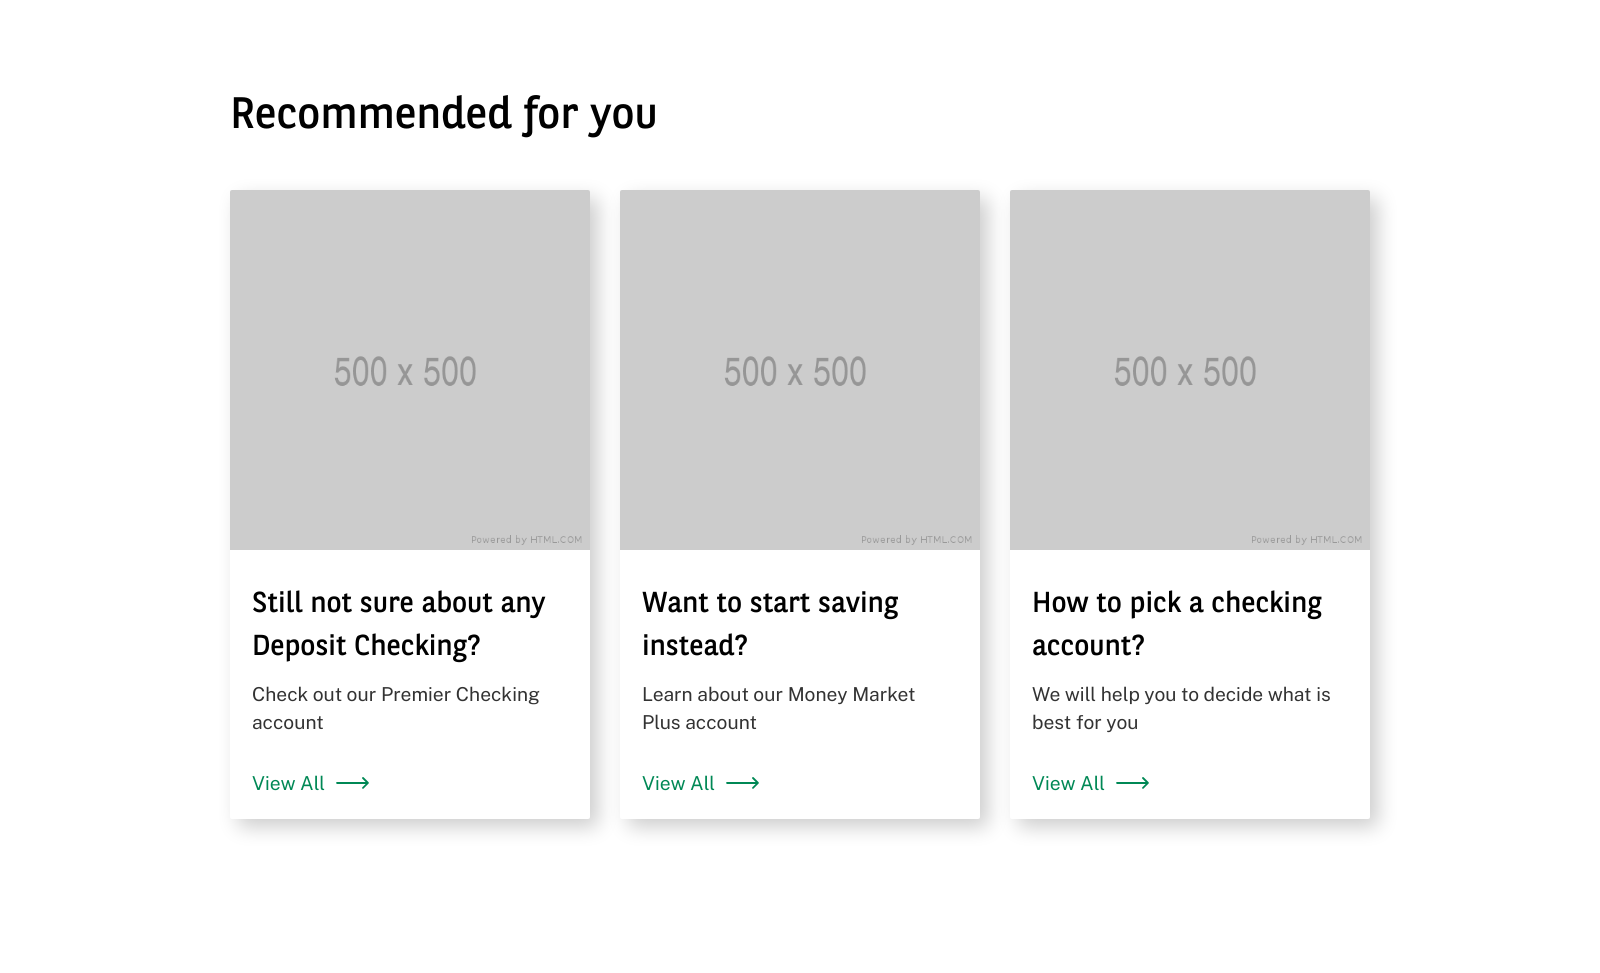 Recommended for you
500 x 500
Powered by HTML.COM
Still not sure about any
Deposit Checking?
Check out our Premier Checking
account
View All
500 x 500
Powered by HTML.COM
Want to start saving
instead?
Learn about our Money Market
Plus account
View All
500 x 500
Powered by HTML.COM
How to pick a checking
account?
We will help you to decide what is
best for you
View All